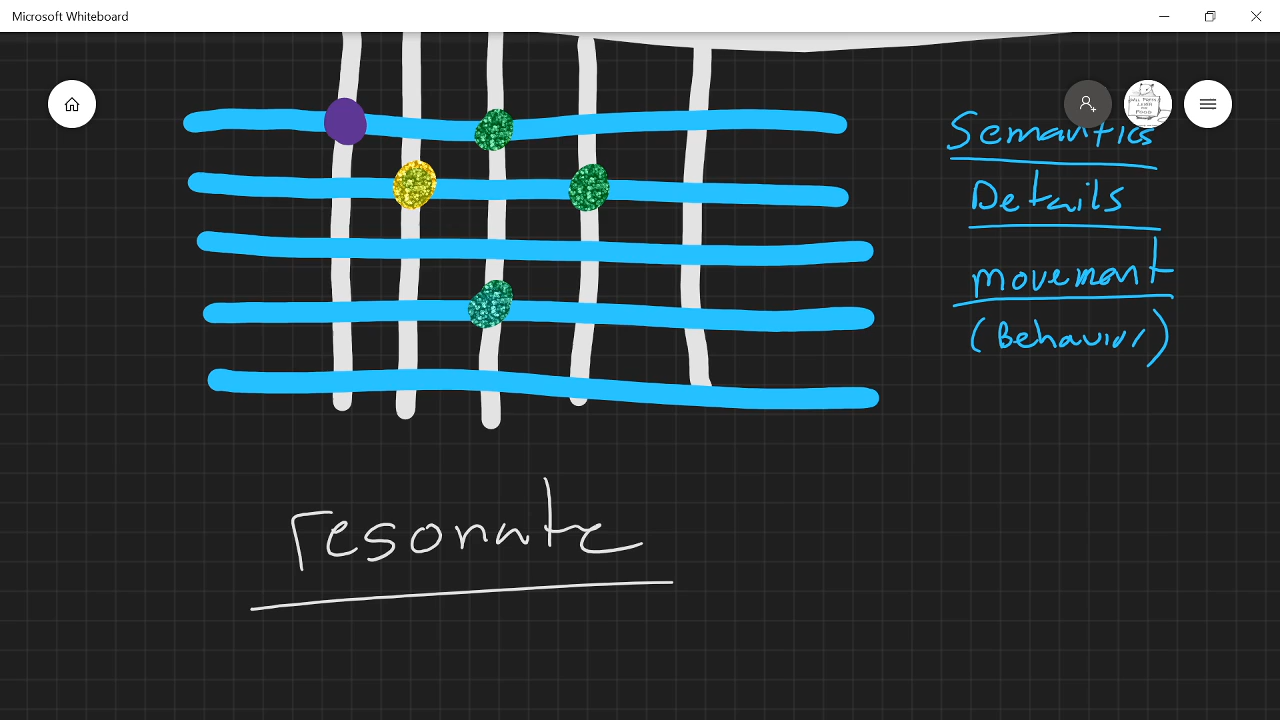 Microsoft Whiteboard
Semantics
Details
movement
(Behavior)
resonate